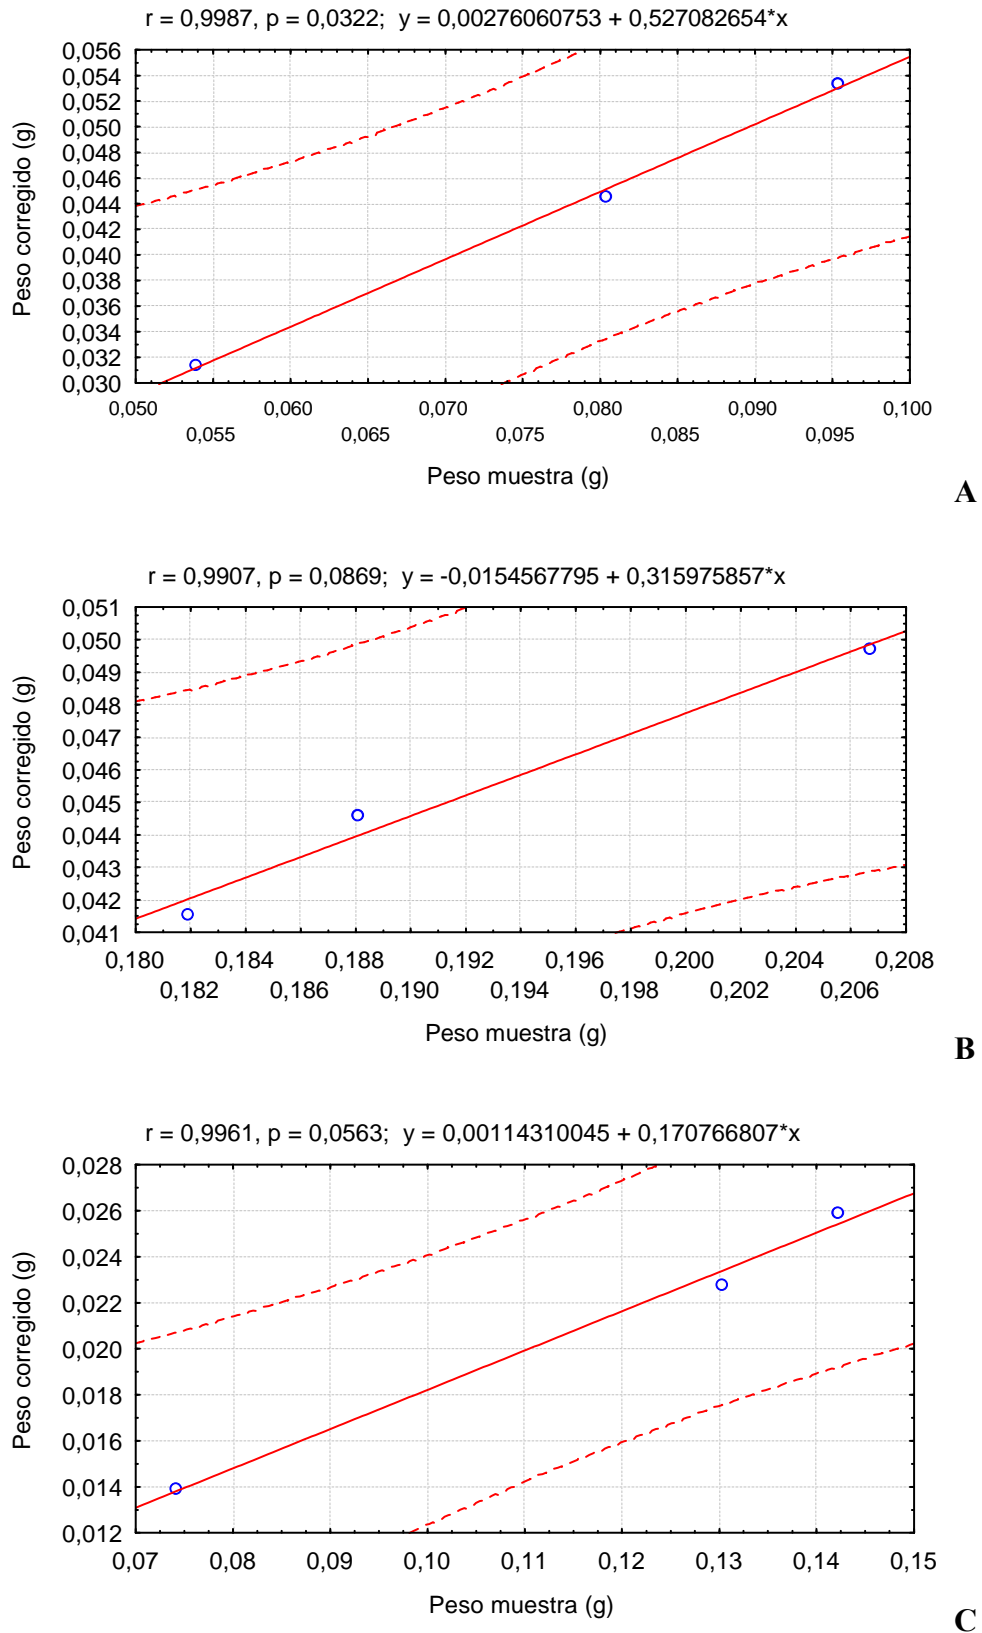 r = 0,9987, p = 0,0322;  y = 0,00276060753 + 0,527082654*x
0,056
0,054
0,052
0,050
0,048
0,046
0,044
0,042
0,040
0,038
0,036
0,034
0,032
0,030
Peso corregido (g)
0,050 0,060 0,070 0,080 0,090 0,100
0,055 0,065 0,075 0,085 0,095
Peso muestra (g)
A
r = 0,9907, p = 0,0869;  y = -0,0154567795 + 0,315975857*x
0,051
0,050
0,049
0,048
0,047
0,046
0,045
0,044
0,043
0,042
0,041
Peso corregido (g)
0,180 0,184 0,188 0,192 0,196 0,200 0,204 0,208
0,182 0,186 0,190 0,194 0,198 0,202 0,206
Peso muestra (g)
B
r = 0,9961, p = 0,0563;  y = 0,00114310045 + 0,170766807*x
0,028
0,026
0,024
0,022
0,020
0,018
0,016
0,014
0,012
Peso corregido (g)
0,07 0,08 0,09 0,10 0,11 0,12 0,13 0,14 0,15
Peso muestra (g)
C